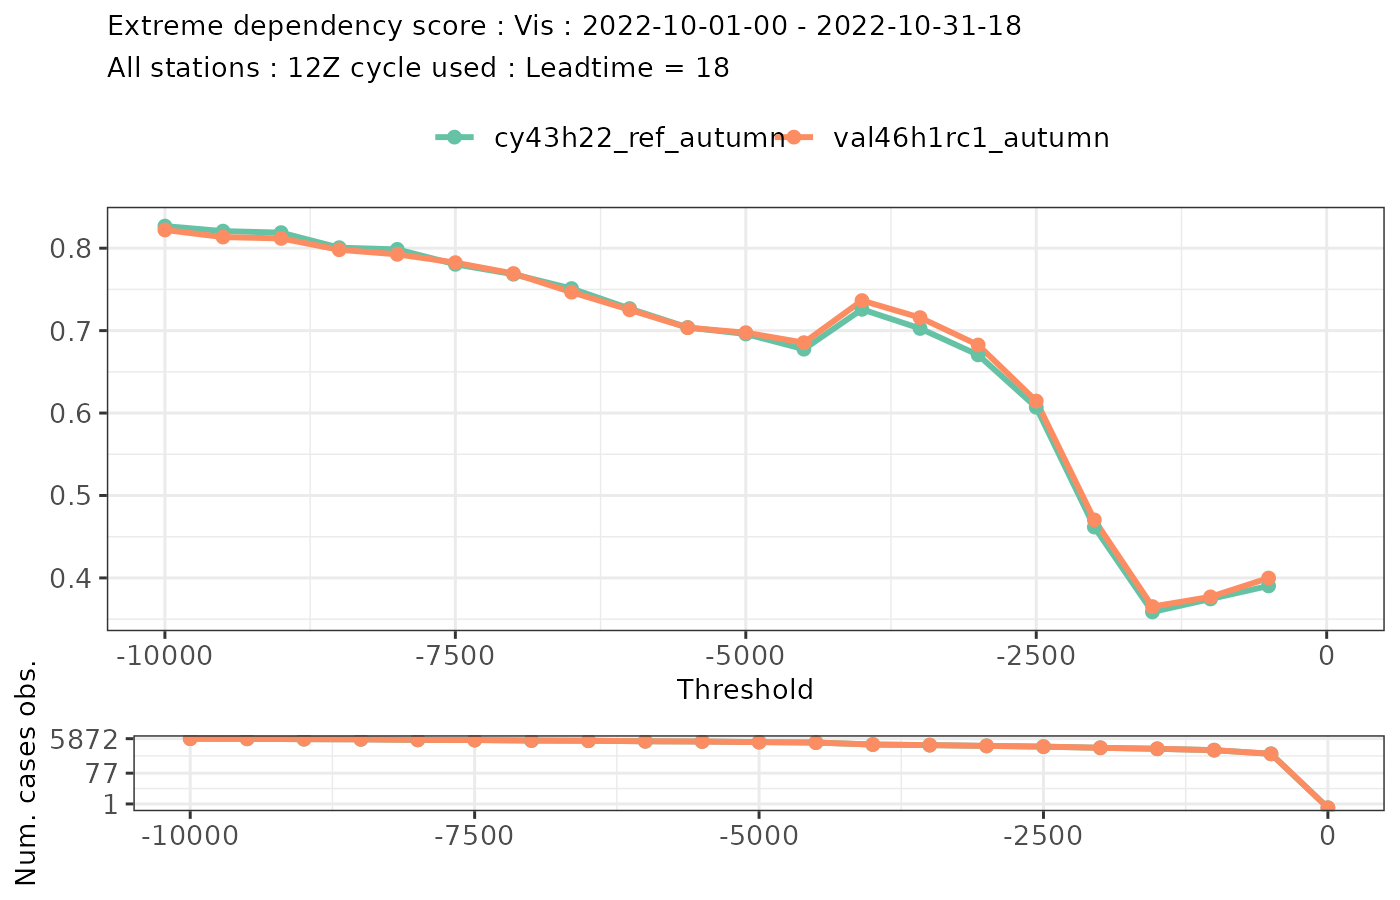 Extreme dependency score : Vis : 2022-10-01-00 - 2022-10-31-18
All stations : 12Z cycle used : Leadtime = 18
cy43h22_ref_autumn val46h1rc1_autumn
0.8
0.7
0.6
0.5
0.4
-10000 -7500 -5000 -2500 0
Threshold
Num. cases obs.
5872
77
1
-10000 -7500 -5000 -2500 0